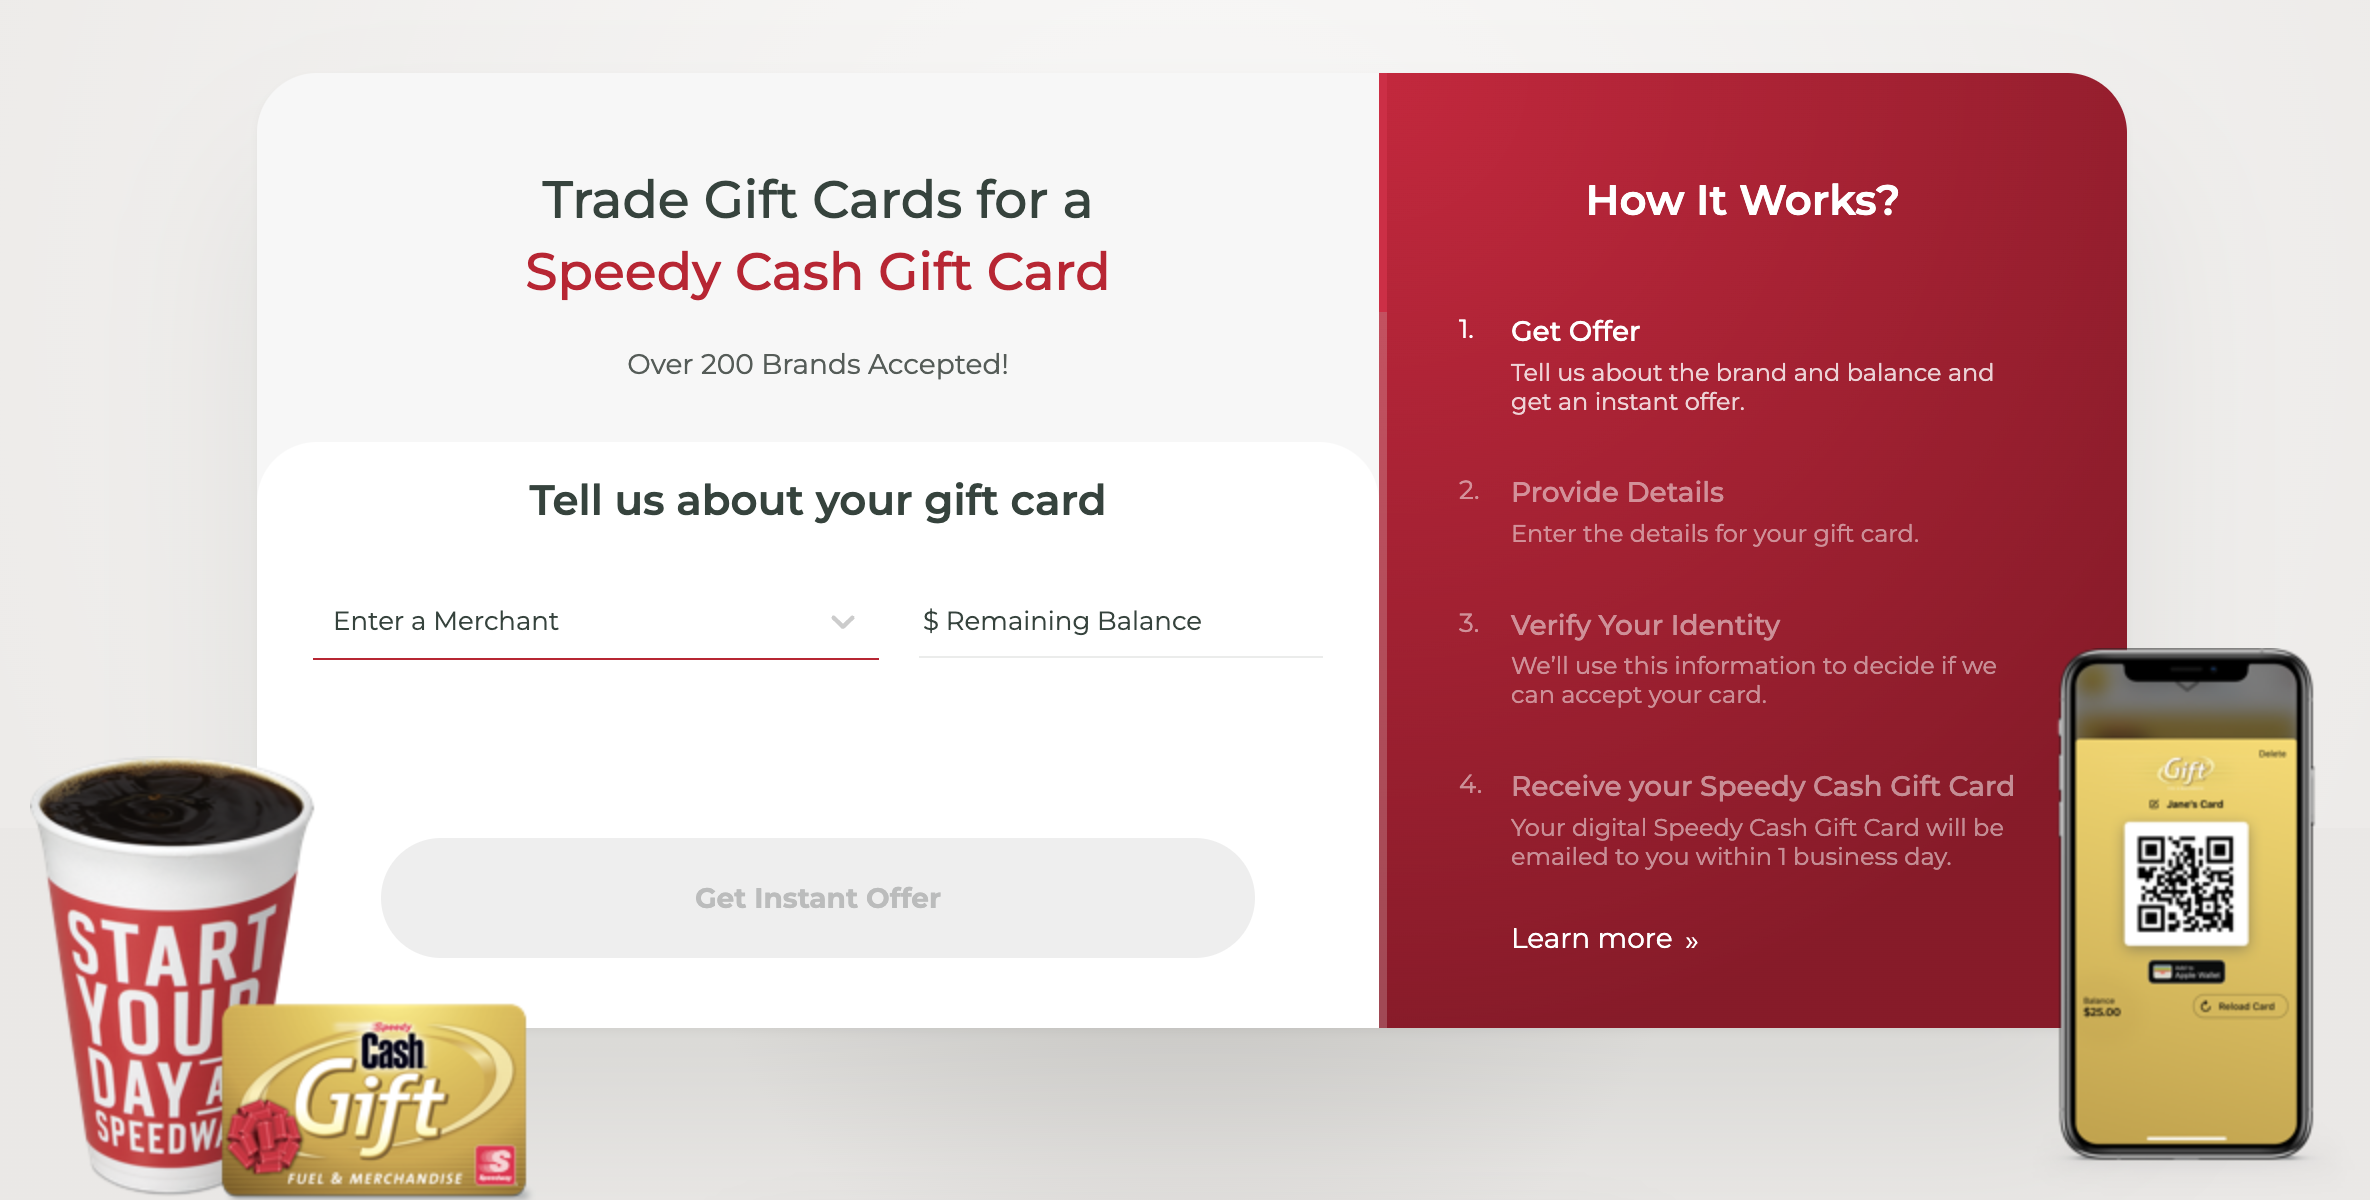 Trade Gift Cards for a
Speedy Cash Gift Card
Over 200 Brands Accepted!
Tell us about your gift card
Enter a Merchant
$ Remaining Balance
Get Instant Offer
How It Works?
1. Get Offer
Tell us about the brand and balance and
get an instant offer.
2. Provide Details
Enter the details for your gift card.
3. Verify Your Identity
We'll use this information to decide if we
can accept your card.
4. Receive your Speedy Cash Gift Card
Your digital Speedy Cash Gift Card will be
emailed to you within 1 business day.
Learn more »
START
YOUR
DAY A
SPEEDWA
Speedy
Cash
Gift
FUEL & MERCHANDISE
S
Speedway
Delete
Gift
Jane's Card
Apple Wallet
Balance
$25.00
Reload Card